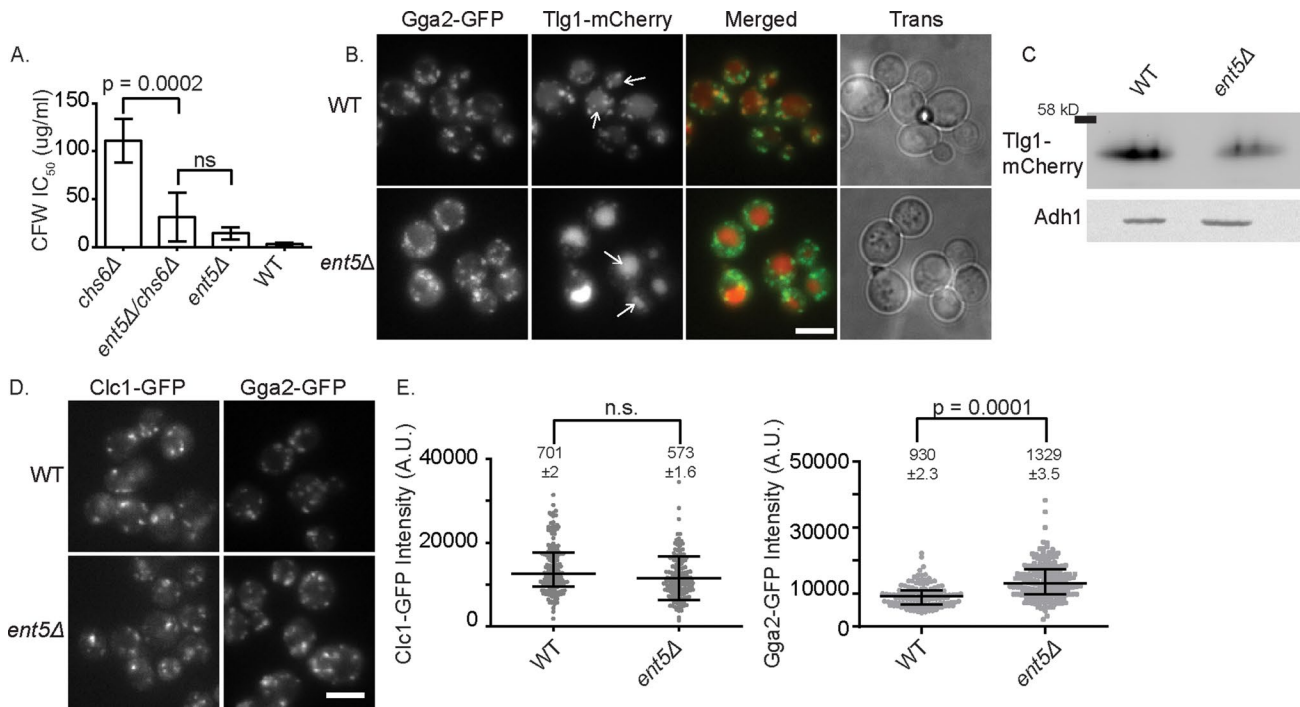 A.
p = 0.0002
ns
CFW IC50 (ug/ml)
150
100
50
0
chs6Δ
ent5Δ/chs6Δ
ent5Δ
WT
B.
Gga2-GFP
Tlg1-mCherry
Merged
Trans
WT
ent5Δ
C
WT
ent5Δ
58 kD
Tlg1-
mCherry
Adh1
D.
Clc1-GFP
Gga2-GFP
WT
ent5Δ
E.
n.s.
701
±2
573
±1.6
Clc1-GFP Intensity (A.U.)
40000
20000
0
WT
ent5Δ
p = 0.0001
930
±2.3
1329
±3.5
Gga2-GFP Intensity (A.U.)
50000
30000
10000
0
WT
ent5Δ